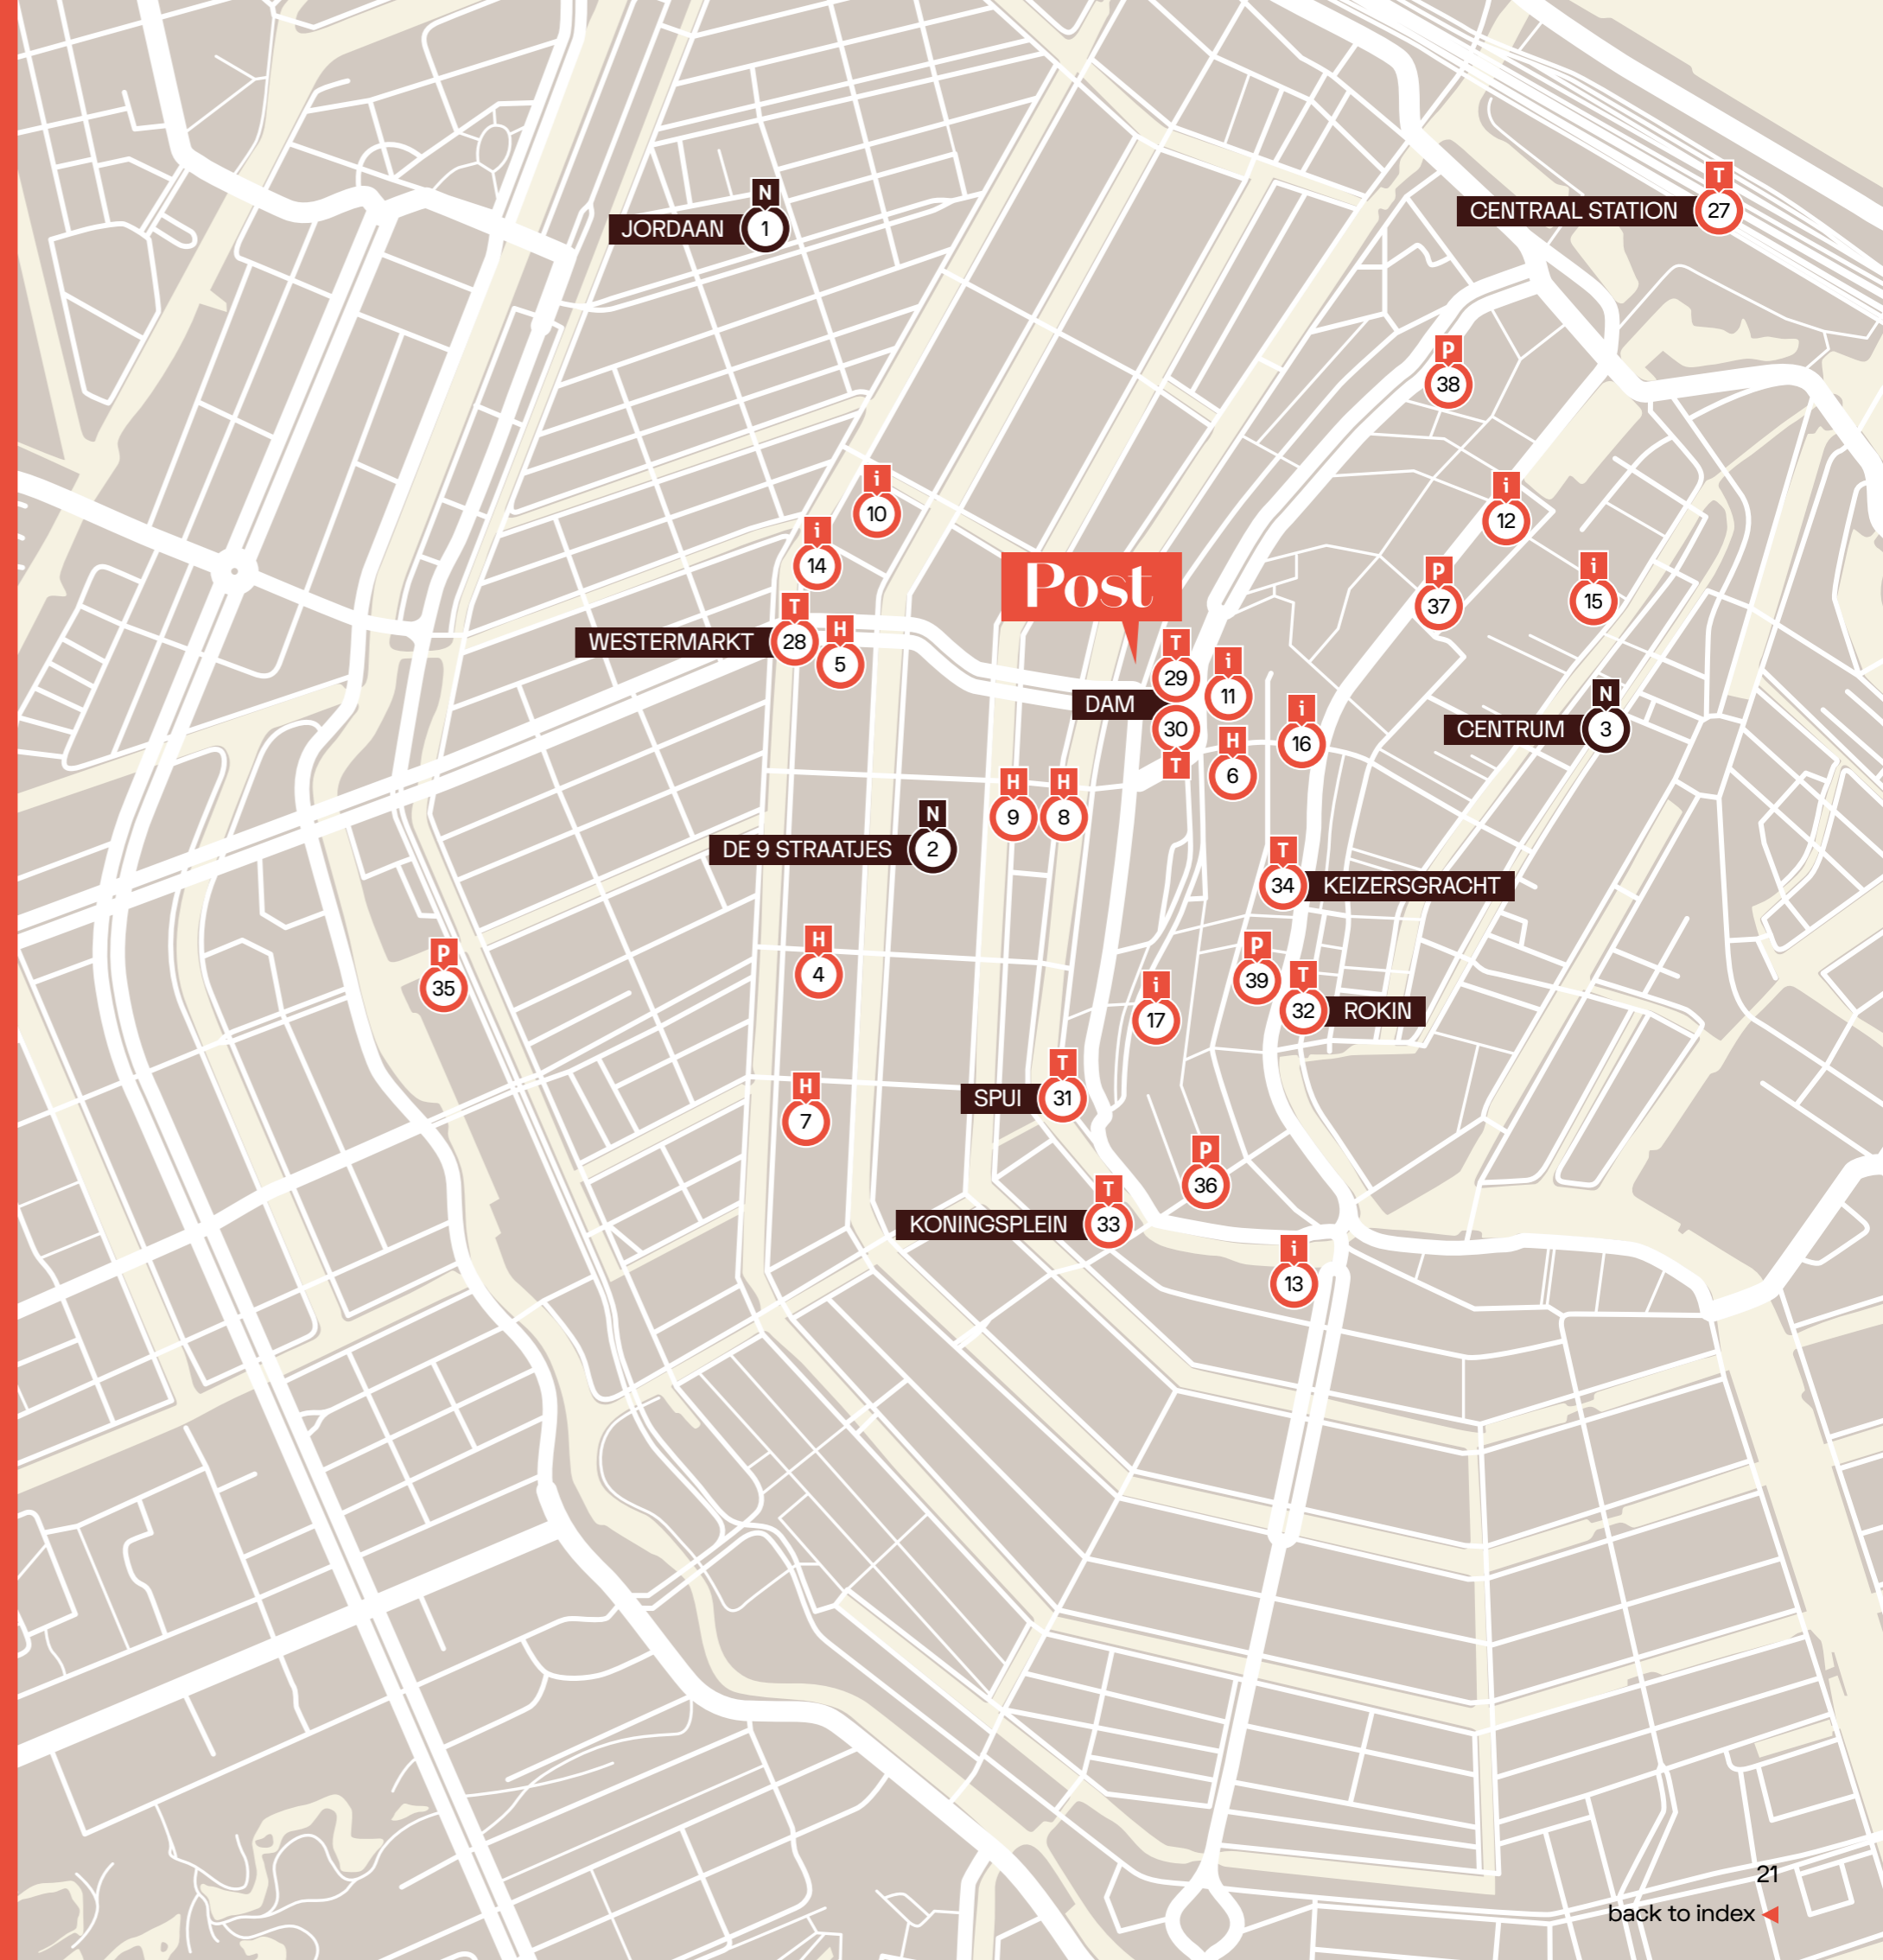 N
JORDAAN 1
T
CENTRAAL STATION 27
P
38
i
10
i
12
i
14
Post
P
37
i
15
T
WESTERMARKT 28
H
5
T
29
i
11
DAM
30
T
i
16
H
6
N
CENTRUM 3
H
9
H
8
N
DE 9 STRAATJES 2
T
34 KEIZERSGRACHT
P
35
H
4
P
39
T
32 ROKIN
i
17
T
SPUI 31
H
7
P
36
T
KONINGSPLEIN 33
i
13
21
back to index